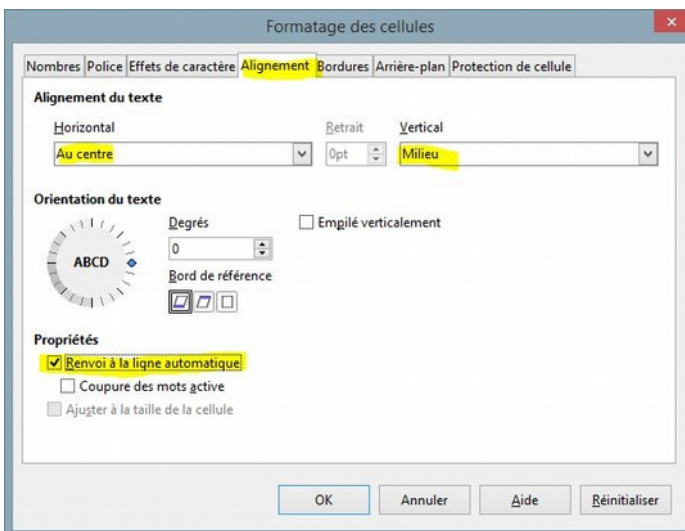 Formatage des cellules
Nombres Police Effets de caractère Alignement Bordures Arrière-plan Protection de cellule
Alignement du texte
Horizontal Retrait Vertical
Au centre 0pt Milieu
Orientation du texte
Degrés Empilé verticalement
0
ABCD
Bord de référence
Propriétés
Renvoi à la ligne automatique
Coupure des mots active
Ajuster à la taille de la cellule
OK Annuler Aide Réinitialiser